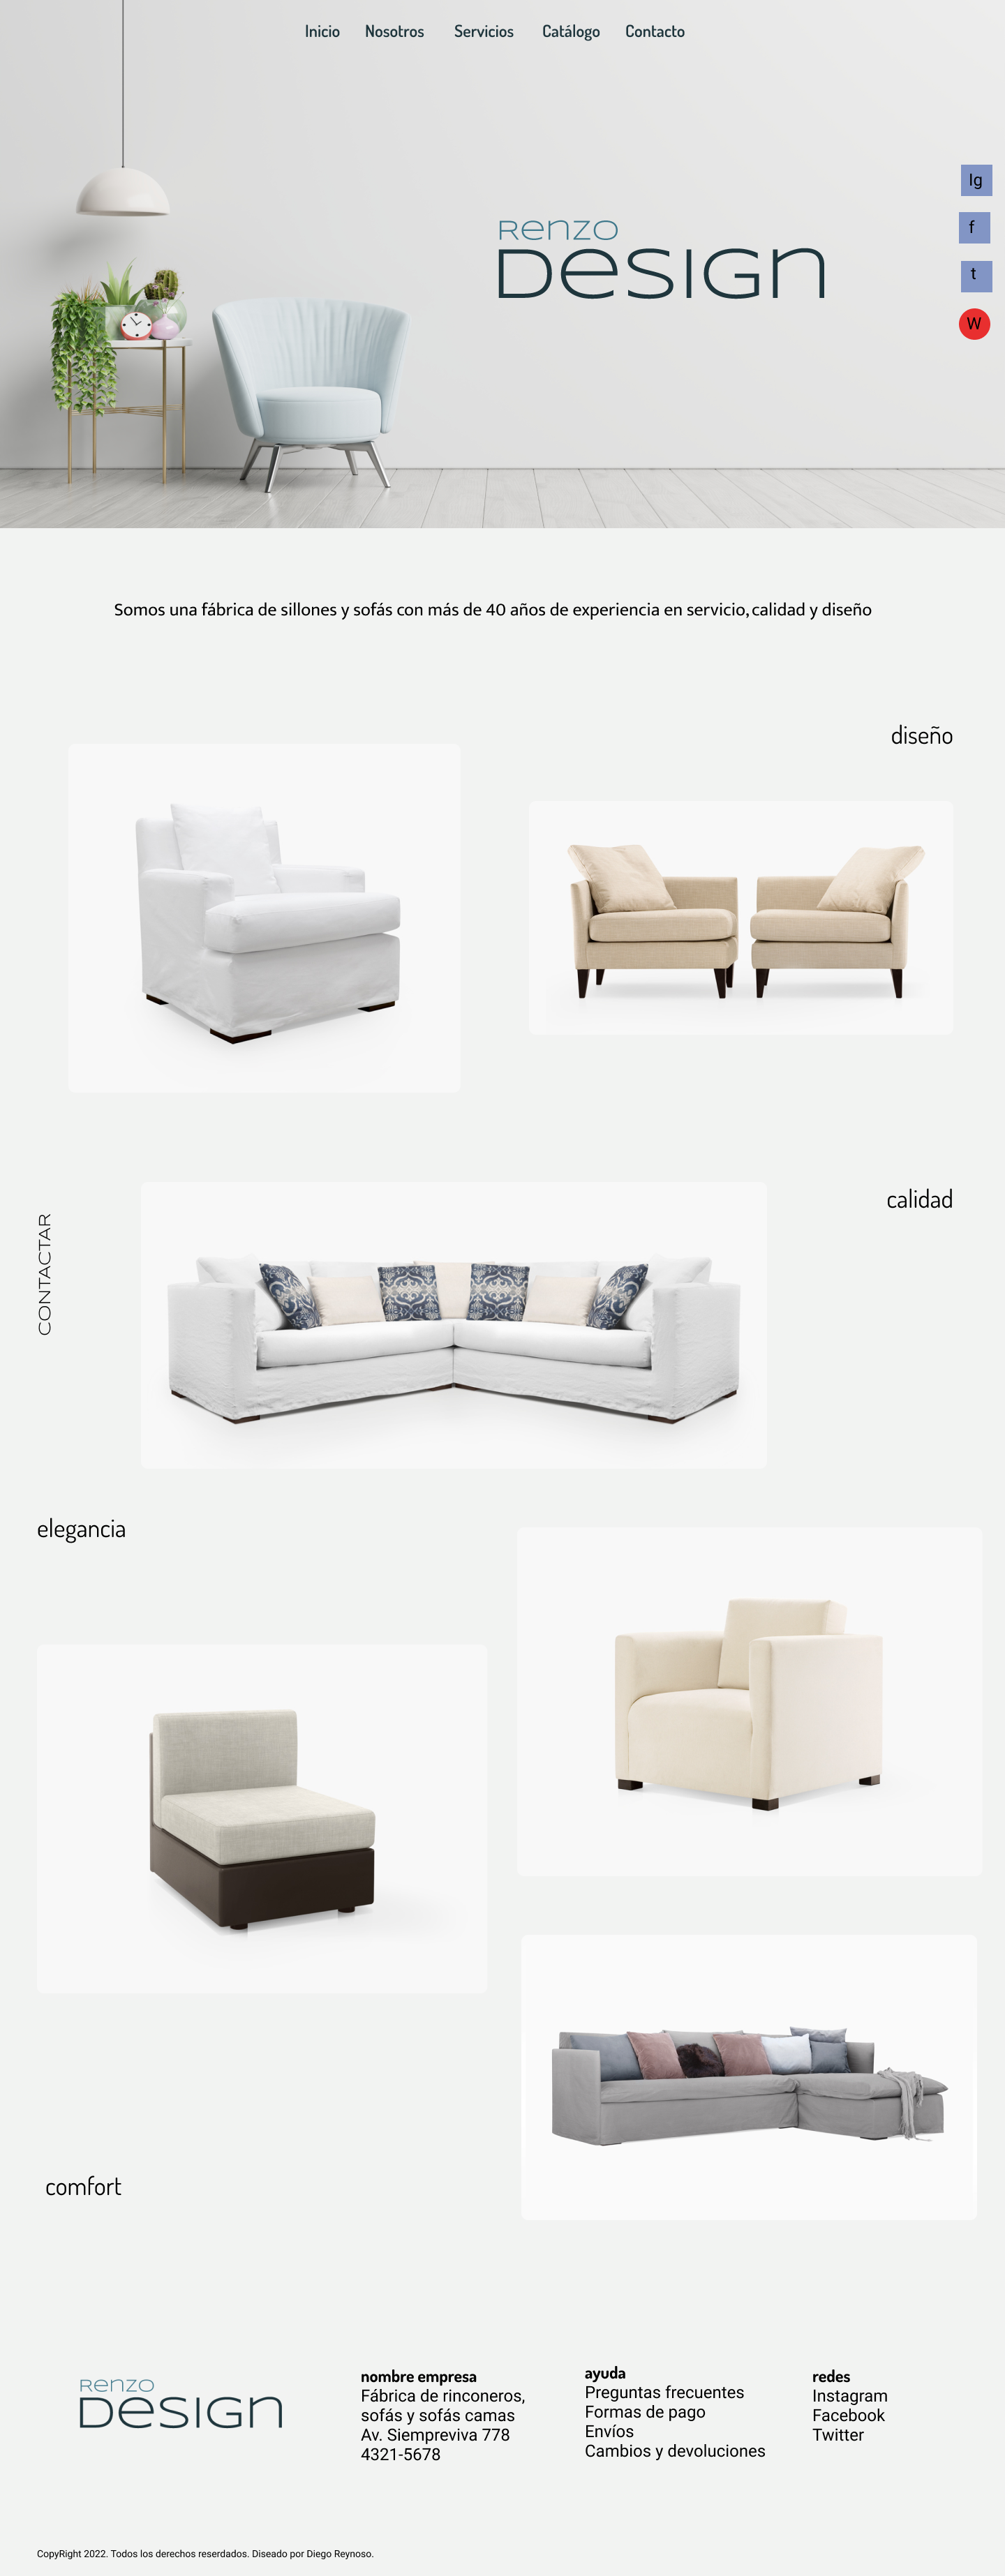 Inicio Nosotros Servicios Catálogo Contacto
Ig
f
t
W
Renzo
Design
Somos una fábrica de sillones y sofás con más de 40 años de experiencia en servicio, calidad y diseño
diseño
calidad
CONTACTAR
elegancia
comfort
Renzo
Design
nombre empresa
Fábrica de rinconeros,
sofás y sofás camas
Av. Siempreviva 778
4321-5678
ayuda
Preguntas frecuentes
Formas de pago
Envíos
Cambios y devoluciones
redes
Instagram
Facebook
Twitter
CopyRight 2022. Todos los derechos reserdados. Diseado por Diego Reynoso.